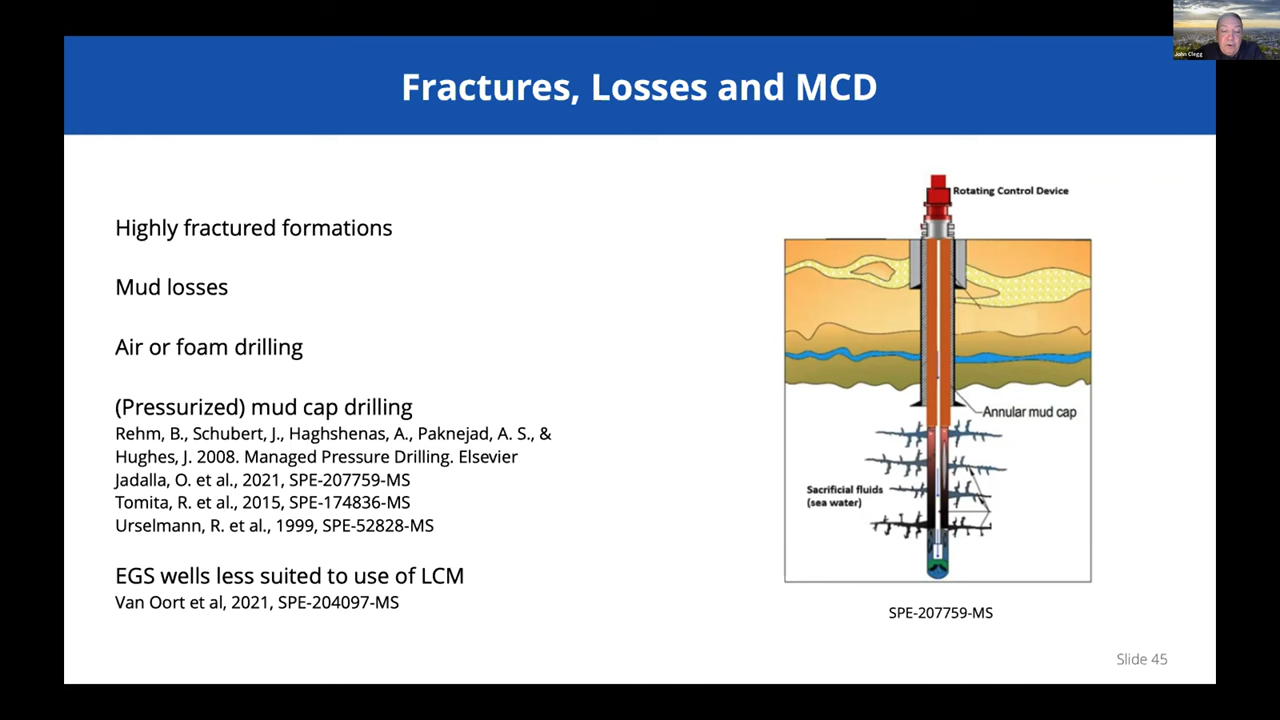 John Clegg
Fractures, Losses and MCD
Highly fractured formations
Mud losses
Air or foam drilling
(Pressurized) mud cap drilling
Rehm, B., Schubert, J., Haghshenas, A., Paknejad, A. S., &
Hughes, J. 2008. Managed Pressure Drilling. Elsevier
Jadalla, O. et al., 2021, SPE-207759-MS
Tomita, R. et al., 2015, SPE-174836-MS
Urselmann, R. et al., 1999, SPE-52828-MS
EGS wells less suited to use of LCM
Van Oort et al, 2021, SPE-204097-MS
Rotating Control Device
Annular mud cap
Sacrificial fluids
(sea water)
SPE-207759-MS
Slide 45